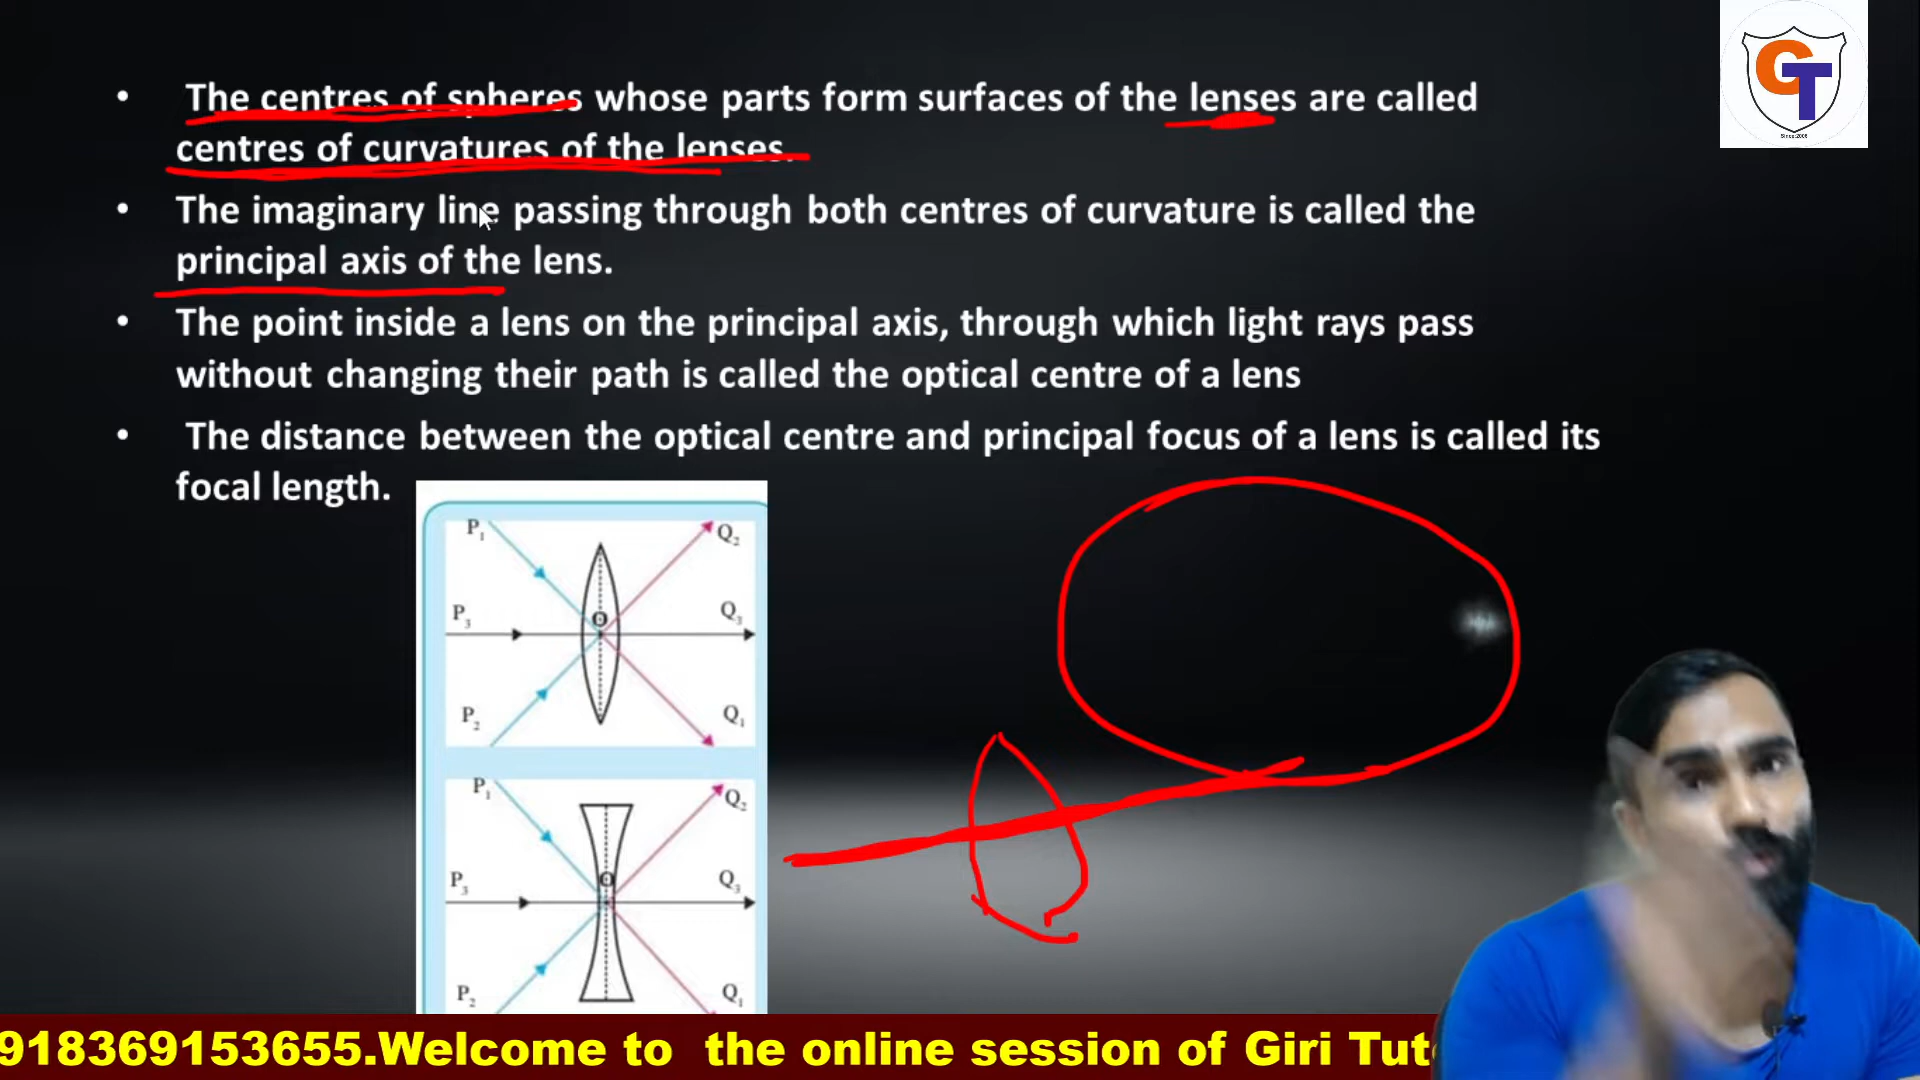 GT
Since:2006
• The centres of spheres whose parts form surfaces of the lenses are called
centres of curvatures of the lenses.
• The imaginary line passing through both centres of curvature is called the
principal axis of the lens.
• The point inside a lens on the principal axis, through which light rays pass
without changing their path is called the optical centre of a lens
• The distance between the optical centre and principal focus of a lens is called its
focal length.
P₁ Q₂
O
P₃ Q₃
P₂ Q₁
P₁ Q₂
O
P₃ Q₃
P₂ Q₁
918369153655.Welcome to the online session of Giri Tut